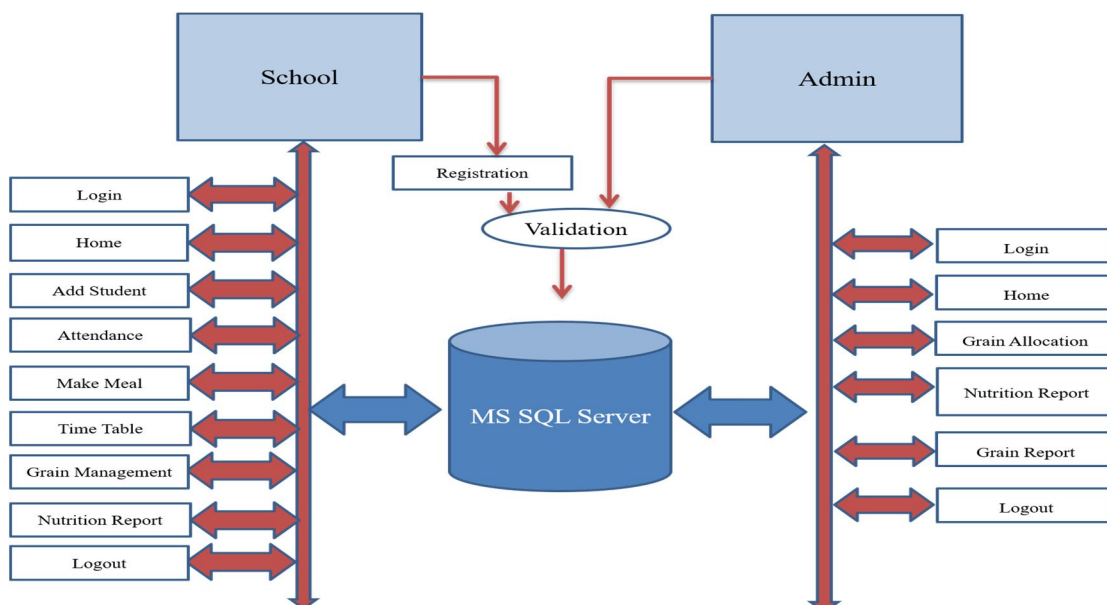 School
Admin
Registration
Validation
Login
Home
Add Student
Attendance
Make Meal
Time Table
Grain Management
Nutrition Report
Logout
MS SQL Server
Login
Home
Grain Allocation
Nutrition Report
Grain Report
Logout